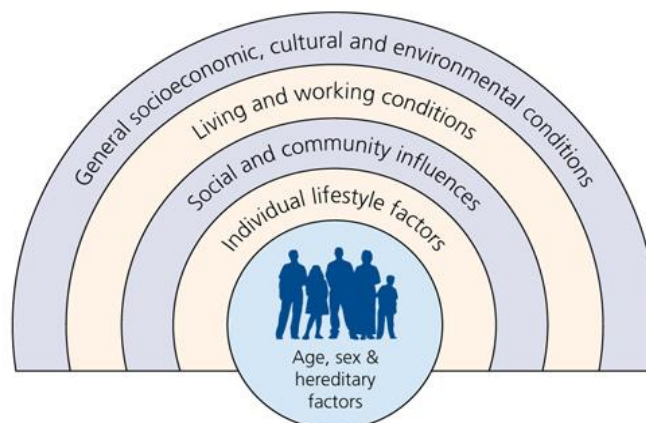 General socioeconomic, cultural and environmental conditions
Living and working conditions
Social and community influences
Individual lifestyle factors
Age, sex &
hereditary
factors